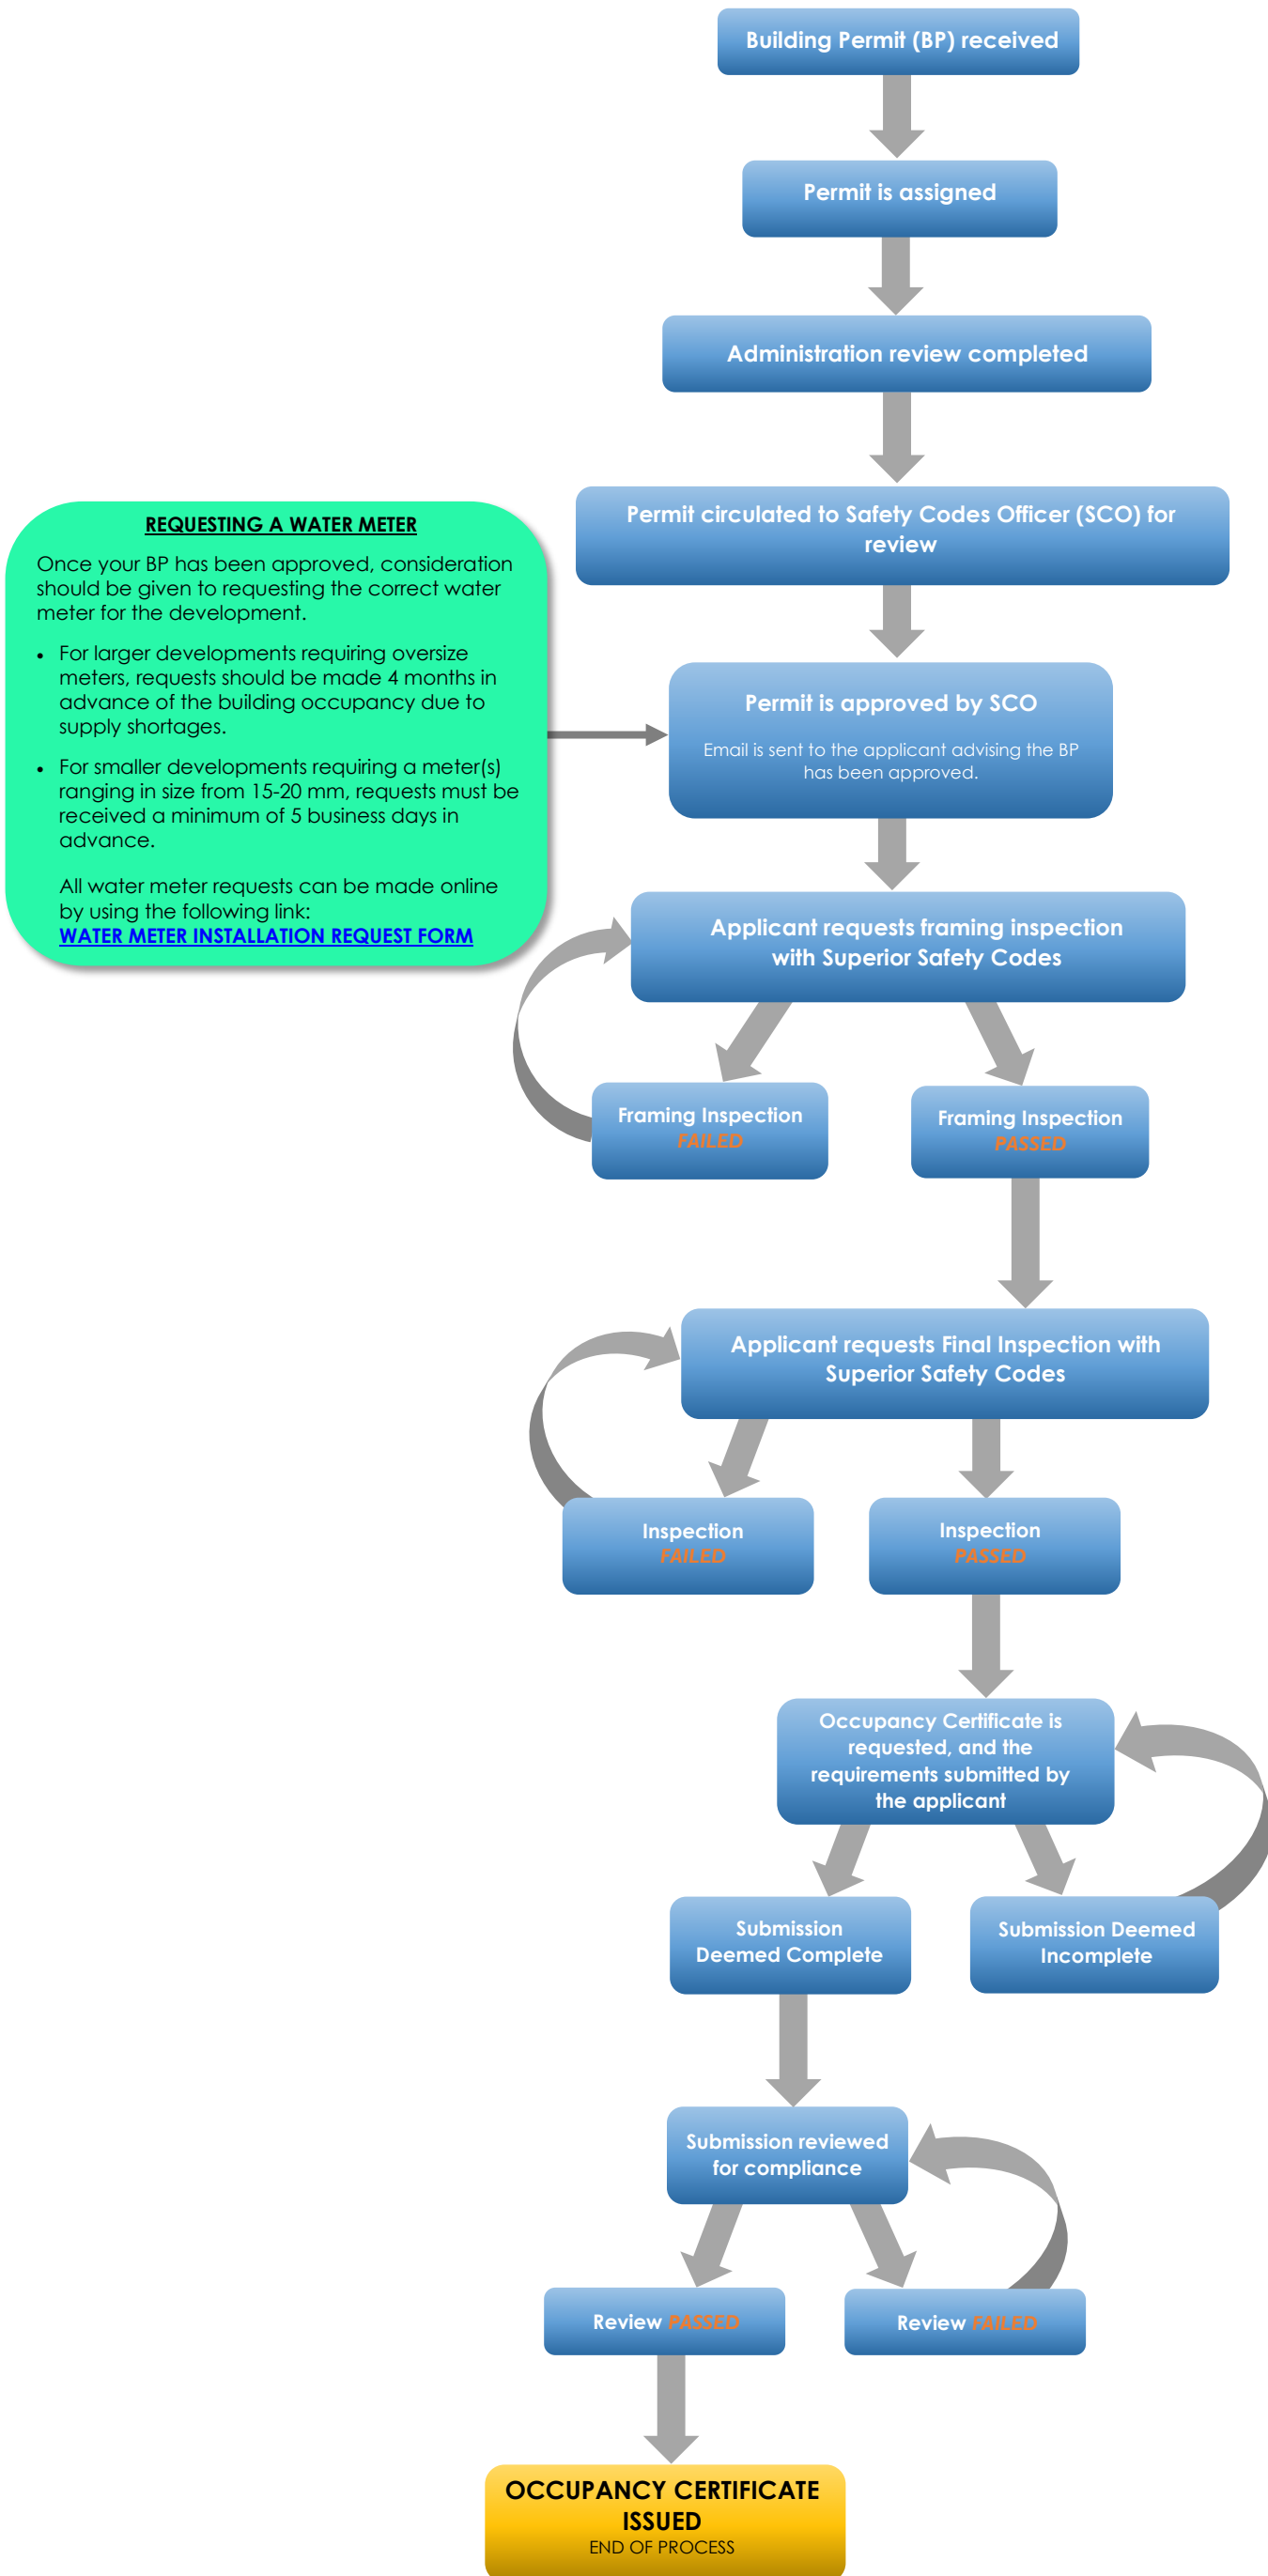 Building Permit (BP) received
Permit is assigned
Administration review completed
Permit circulated to Safety Codes Officer (SCO) for
review
REQUESTING A WATER METER
Once your BP has been approved, consideration
should be given to requesting the correct water
meter for the development.
• For larger developments requiring oversize
meters, requests should be made 4 months in
advance of the building occupancy due to
supply shortages.
• For smaller developments requiring a meter(s)
ranging in size from 15-20 mm, requests must be
received a minimum of 5 business days in
advance.
All water meter requests can be made online
by using the following link:
WATER METER INSTALLATION REQUEST FORM
Permit is approved by SCO
Email is sent to the applicant advising the BP
has been approved.
Applicant requests framing inspection
with Superior Safety Codes
Framing Inspection
FAILED
Framing Inspection
PASSED
Applicant requests Final Inspection with
Superior Safety Codes
Inspection
FAILED
Inspection
PASSED
Occupancy Certificate is
requested, and the
requirements submitted by
the applicant
Submission
Deemed Complete
Submission Deemed
Incomplete
Submission reviewed
for compliance
Review PASSED
Review FAILED
OCCUPANCY CERTIFICATE
ISSUED
END OF PROCESS